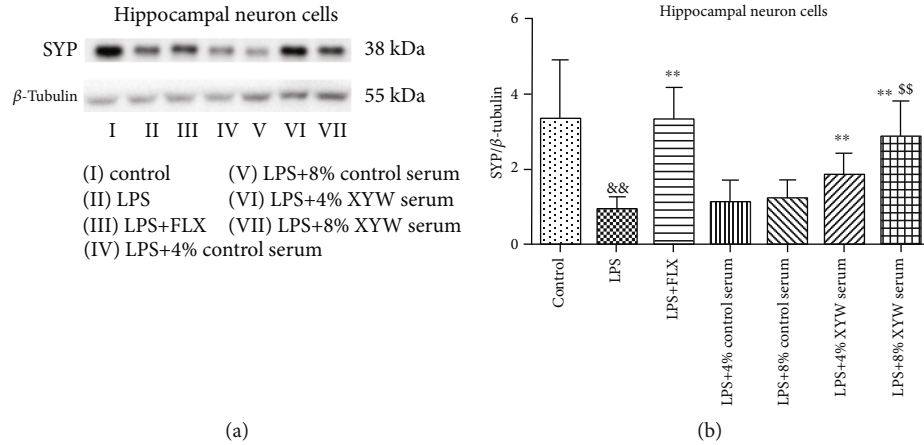 Hippocampal neuron cells
SYP 38 kDa
β-Tubulin 55 kDa
I II III IV V VI VII
(I) control (V) LPS+8% control serum
(II) LPS (VI) LPS+4% XYW serum
(III) LPS+FLX (VII) LPS+8% XYW serum
(IV) LPS+4% control serum
(a)
Hippocampal neuron cells
SYP/β-tubulin
6
4
2
0
&&
**
**
** $$
Control
LPS
LPS+FLX
LPS+4% control serum
LPS+8% control serum
LPS+4% XYW serum
LPS+8% XYW serum
(b)